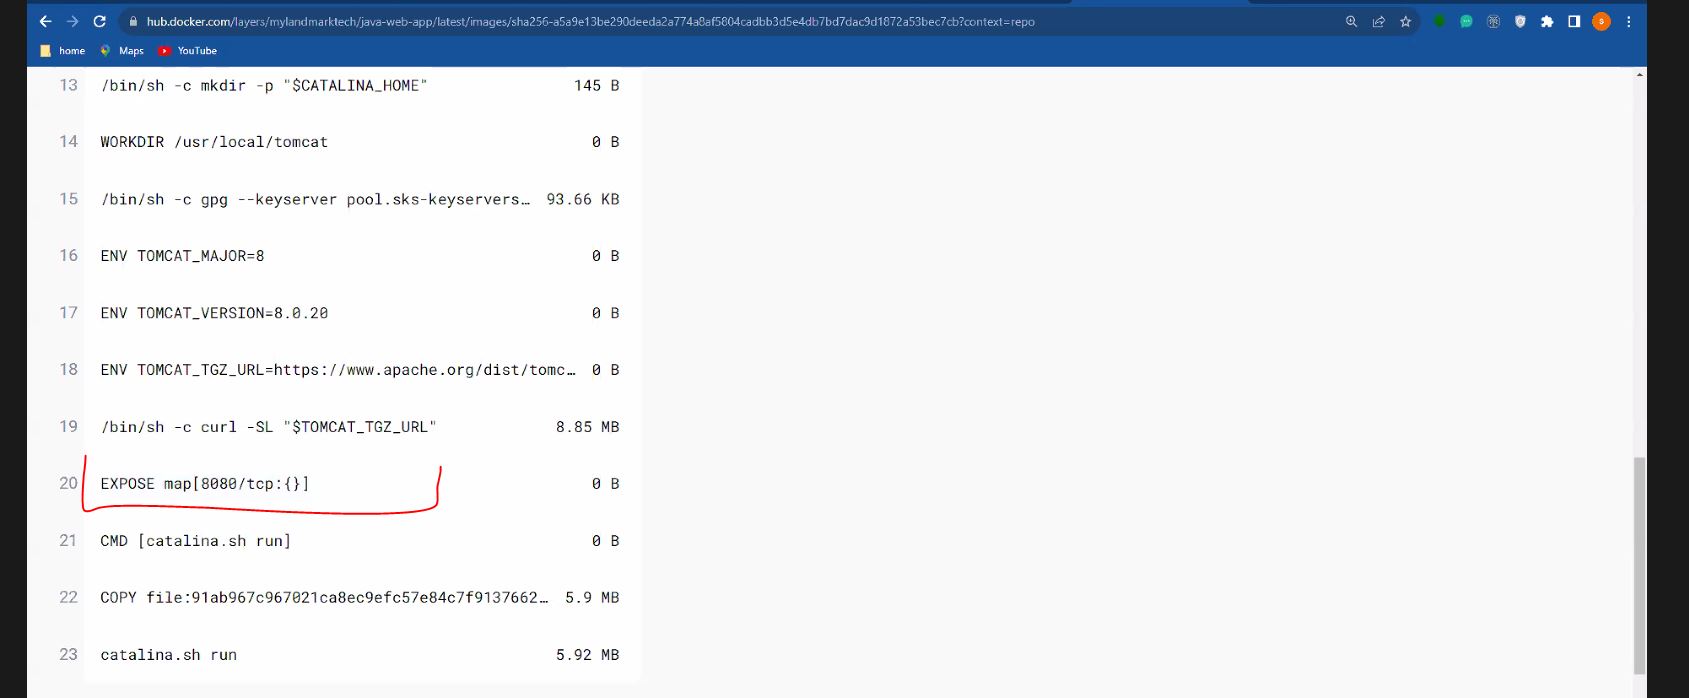 hub.docker.com/layers/mylandmarktech/java-web-app/latest/images/sha256-a5a9e13be290deeda2a774a8af5804cadbb3d5e4db7bd7dac9d1872a53bec7cb?context=repo
s
home Maps YouTube
13 /bin/sh -c mkdir -p "$CATALINA_HOME" 145 B
14 WORKDIR /usr/local/tomcat 0 B
15 /bin/sh -c gpg --keyserver pool.sks-keyservers… 93.66 KB
16 ENV TOMCAT_MAJOR=8 0 B
17 ENV TOMCAT_VERSION=8.0.20 0 B
18 ENV TOMCAT_TGZ_URL=https://www.apache.org/dist/tomc… 0 B
19 /bin/sh -c curl -SL "$TOMCAT_TGZ_URL" 8.85 MB
20 EXPOSE map[8080/tcp:{}] 0 B
21 CMD [catalina.sh run] 0 B
22 COPY file:91ab967c967021ca8ec9efc57e84c7f9137662… 5.9 MB
23 catalina.sh run 5.92 MB